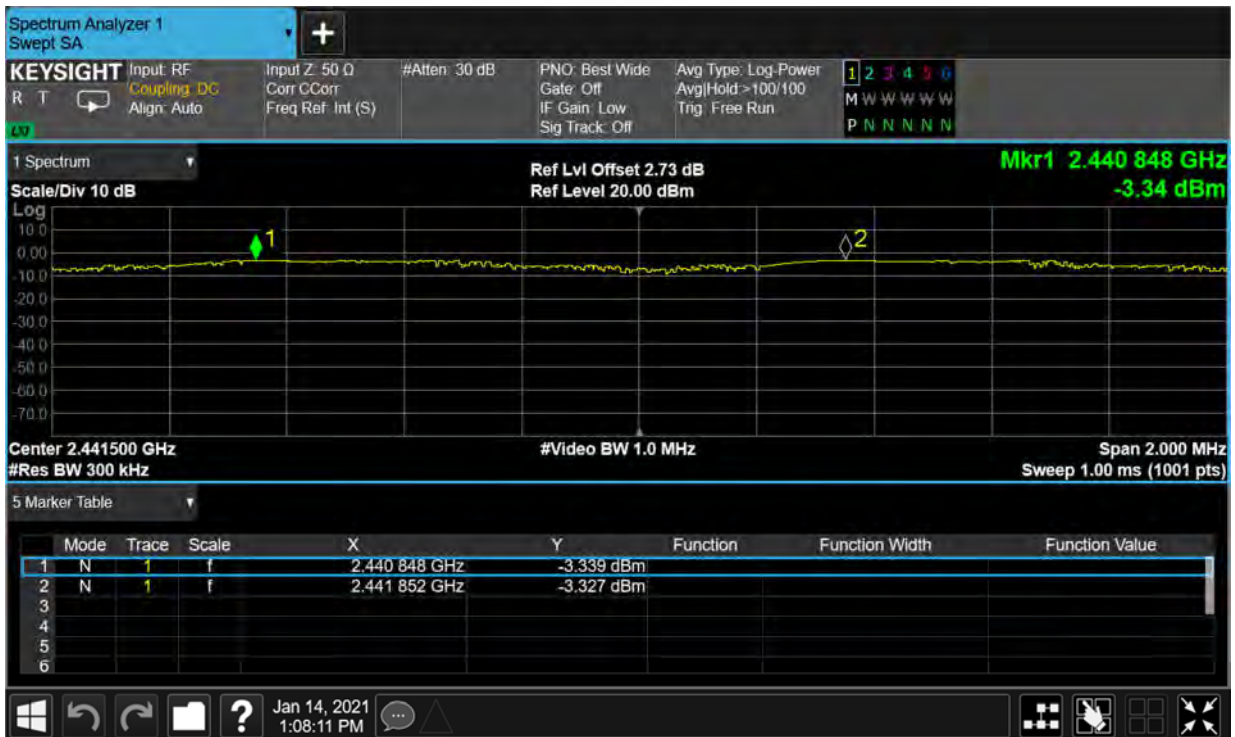 Spectrum Analyzer 1
Swept SA
KEYSIGHT
R T
Input: RF
Coupling: DC
Align: Auto
Input Z: 50 Ω
Corr CCorr
Freq Ref: Int (S)
#Atten: 30 dB
PNO: Best Wide
Gate: Off
IF Gain: Low
Sig Track: Off
Avg Type: Log-Power
Avg|Hold:>100/100
Trig: Free Run
1 2 3 4 5 6
M W W W W W
P N N N N N
1 Spectrum
Scale/Div 10 dB
Ref Lvl Offset 2.73 dB
Ref Level 20.00 dBm
Mkr1 2.440 848 GHz
-3.34 dBm
Log
10.0
0.00
-10.0
-20.0
-30.0
-40.0
-50.0
-60.0
-70.0
1
2
Center 2.441500 GHz
#Res BW 300 kHz
#Video BW 1.0 MHz
Span 2.000 MHz
Sweep 1.00 ms (1001 pts)
5 Marker Table
Mode Trace Scale X Y Function Function Width Function Value
1 N 1 f 2.440 848 GHz -3.339 dBm
2 N 1 f 2.441 852 GHz -3.327 dBm
3
4
5
6
?
Jan 14, 2021
1:08:11 PM